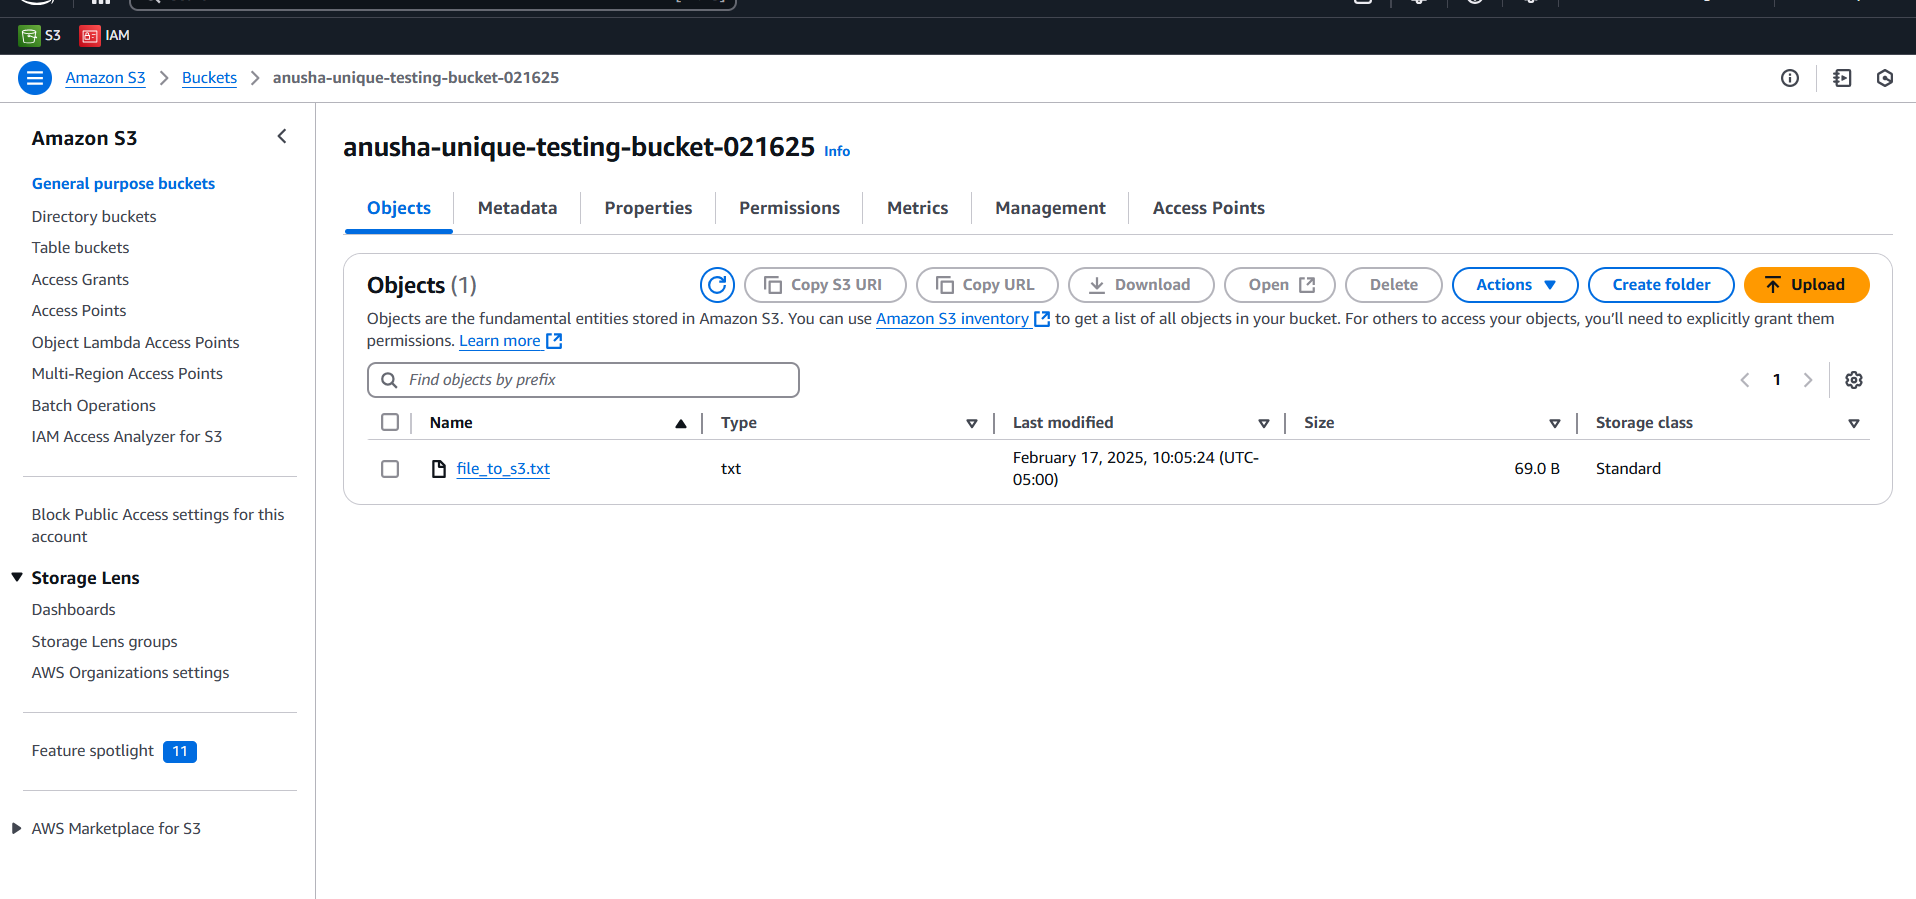 S3 IAM
Amazon S3 Buckets anusha-unique-testing-bucket-021625
Amazon S3
General purpose buckets
Directory buckets
Table buckets
Access Grants
Access Points
Object Lambda Access Points
Multi-Region Access Points
Batch Operations
IAM Access Analyzer for S3
Block Public Access settings for this
account
Storage Lens
Dashboards
Storage Lens groups
AWS Organizations settings
Feature spotlight 11
AWS Marketplace for S3
anusha-unique-testing-bucket-021625 Info
Objects Metadata Properties Permissions Metrics Management Access Points
Objects (1) Copy S3 URI Copy URL Download Open Delete Actions Create folder Upload
Objects are the fundamental entities stored in Amazon S3. You can use Amazon S3 inventory to get a list of all objects in your bucket. For others to access your objects, you’ll need to explicitly grant them
permissions. Learn more
Find objects by prefix 1
Name Type Last modified Size Storage class
file_to_s3.txt txt February 17, 2025, 10:05:24 (UTC-
05:00) 69.0 B Standard